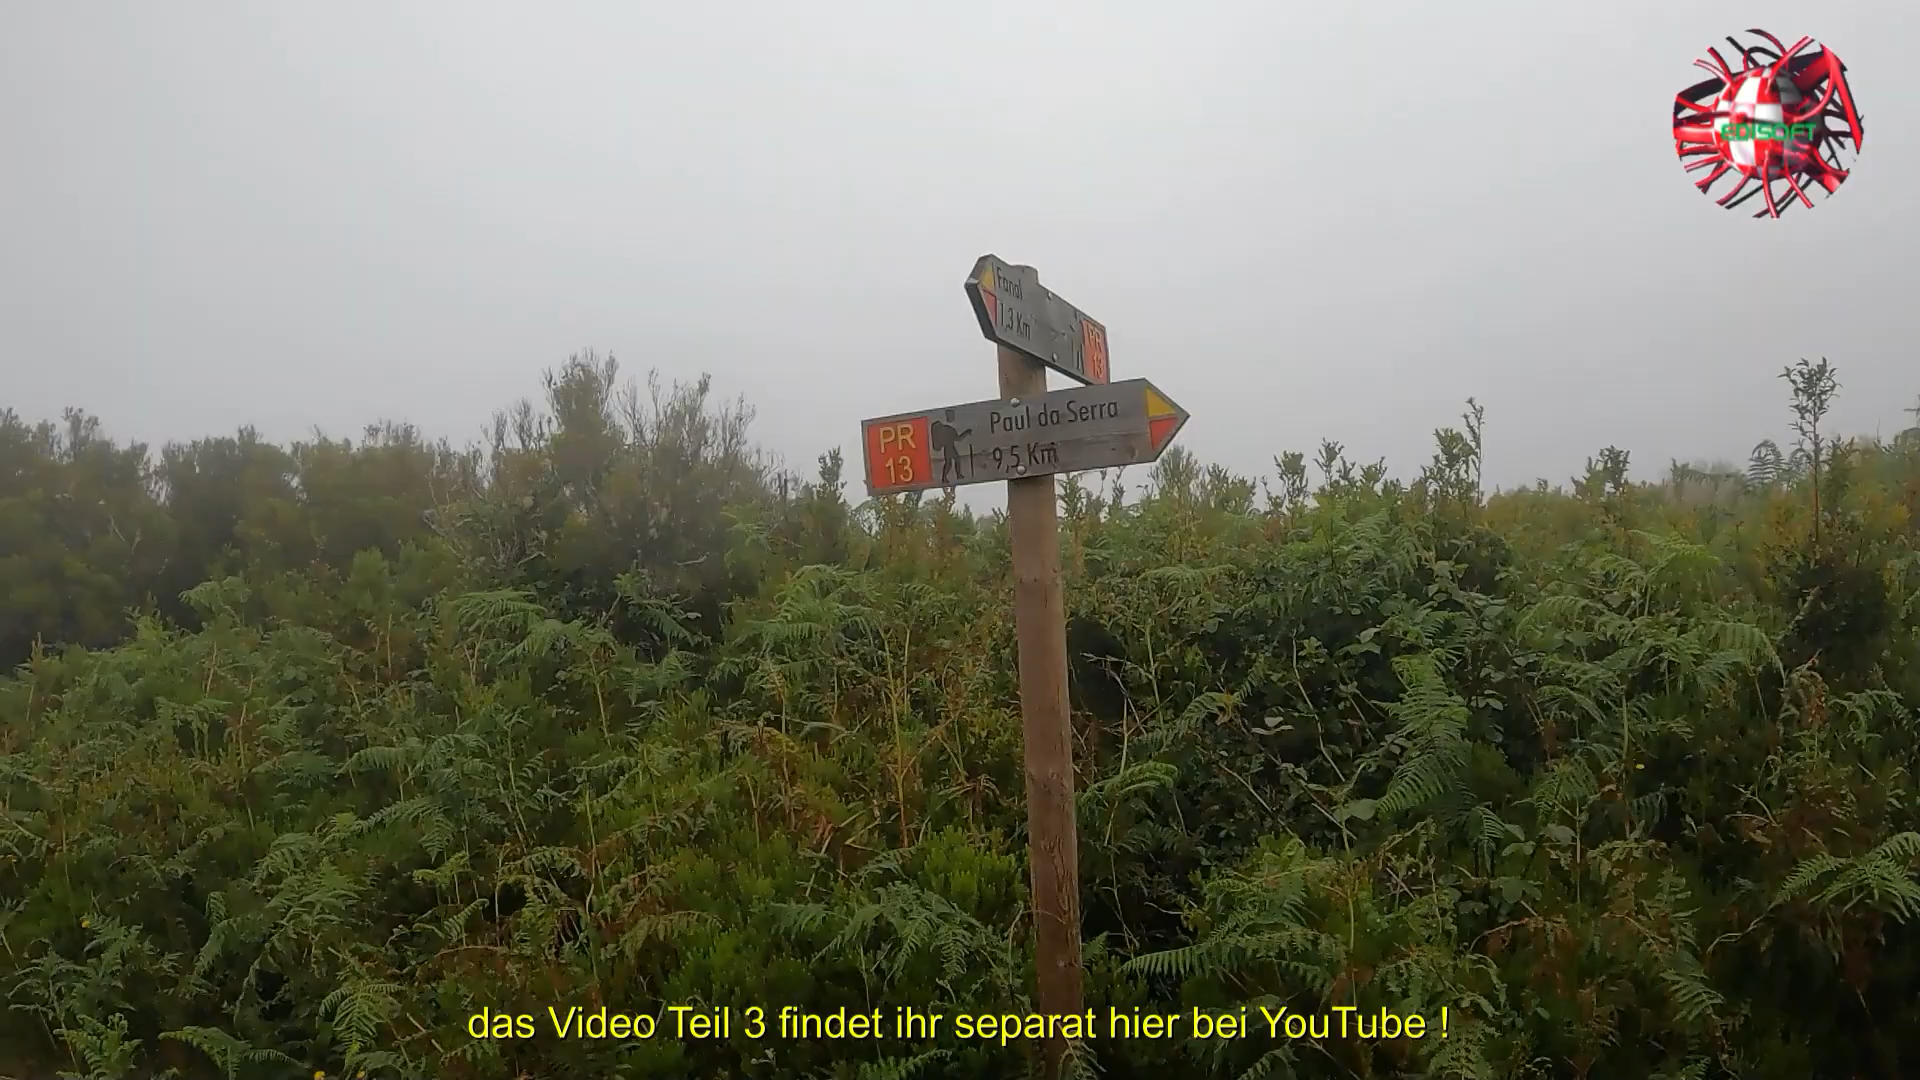 EDISOFT
Fanal
1,3 Km
PR
13
PR
13
Paul da Serra
9,5 Km
das Video Teil 3 findet ihr separat hier bei YouTube !